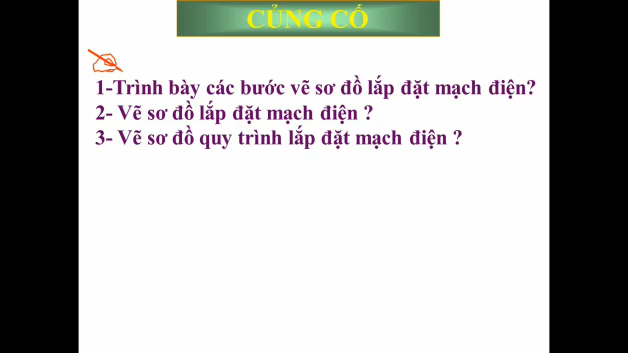 CỦNG CỐ
1-Trình bày các bước vẽ sơ đồ lắp đặt mạch điện?
2- Vẽ sơ đồ lắp đặt mạch điện ?
3- Vẽ sơ đồ quy trình lắp đặt mạch điện ?